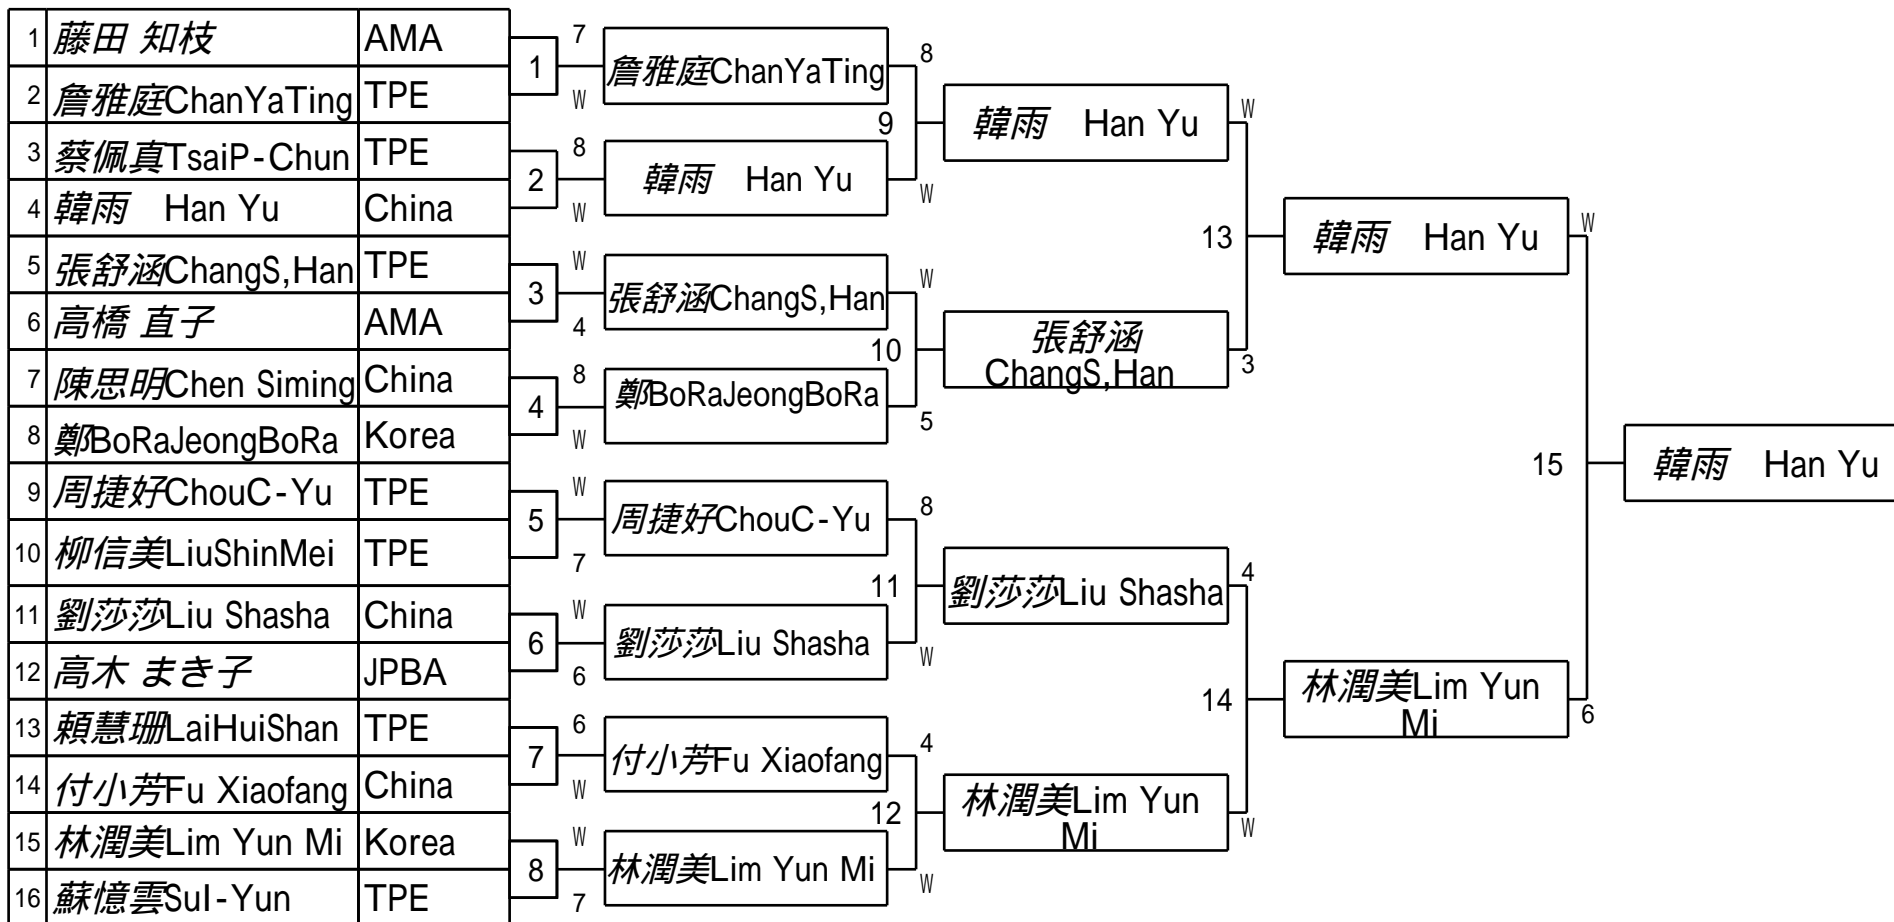 1 藤田 知枝 AMA
2 詹雅庭ChanYaTing TPE
3 蔡佩真TsaiP-Chun TPE
4 韓雨　Han Yu China
5 張舒涵ChangS,Han TPE
6 高橋 直子 AMA
7 陳思明Chen Siming China
8 鄭BoRaJeongBoRa Korea
9 周捷妤ChouC-Yu TPE
10 柳信美LiuShinMei TPE
11 劉莎莎Liu Shasha China
12 高木 まき子 JPBA
13 頼慧珊LaiHuiShan TPE
14 付小芳Fu Xiaofang China
15 林潤美Lim Yun Mi Korea
16 蘇憶雲SuI-Yun TPE
7
1
W
8
2
W
W
3
4
8
4
W
W
5
7
W
6
6
6
7
W
W
8
7
詹雅庭ChanYaTing
韓雨　Han Yu
張舒涵ChangS,Han
鄭BoRaJeongBoRa
周捷妤ChouC-Yu
劉莎莎Liu Shasha
付小芳Fu Xiaofang
林潤美Lim Yun Mi
8
9
W
W
10
5
8
11
W
4
12
W
韓雨　Han Yu
張舒涵
ChangS,Han
劉莎莎Liu Shasha
林潤美Lim Yun
Mi
W
13
3
4
14
W
韓雨　Han Yu
林潤美Lim Yun
Mi
W
15
6
韓雨　Han Yu